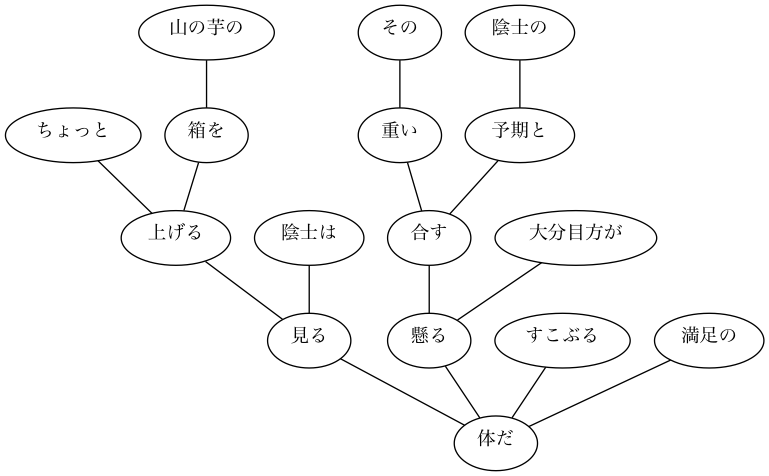 山の芋の その 陰士の
ちょっと 箱を 重い 予期と
上げる 陰士は 合す 大分目方が
見る 懸る すこぶる 満足の
体だ